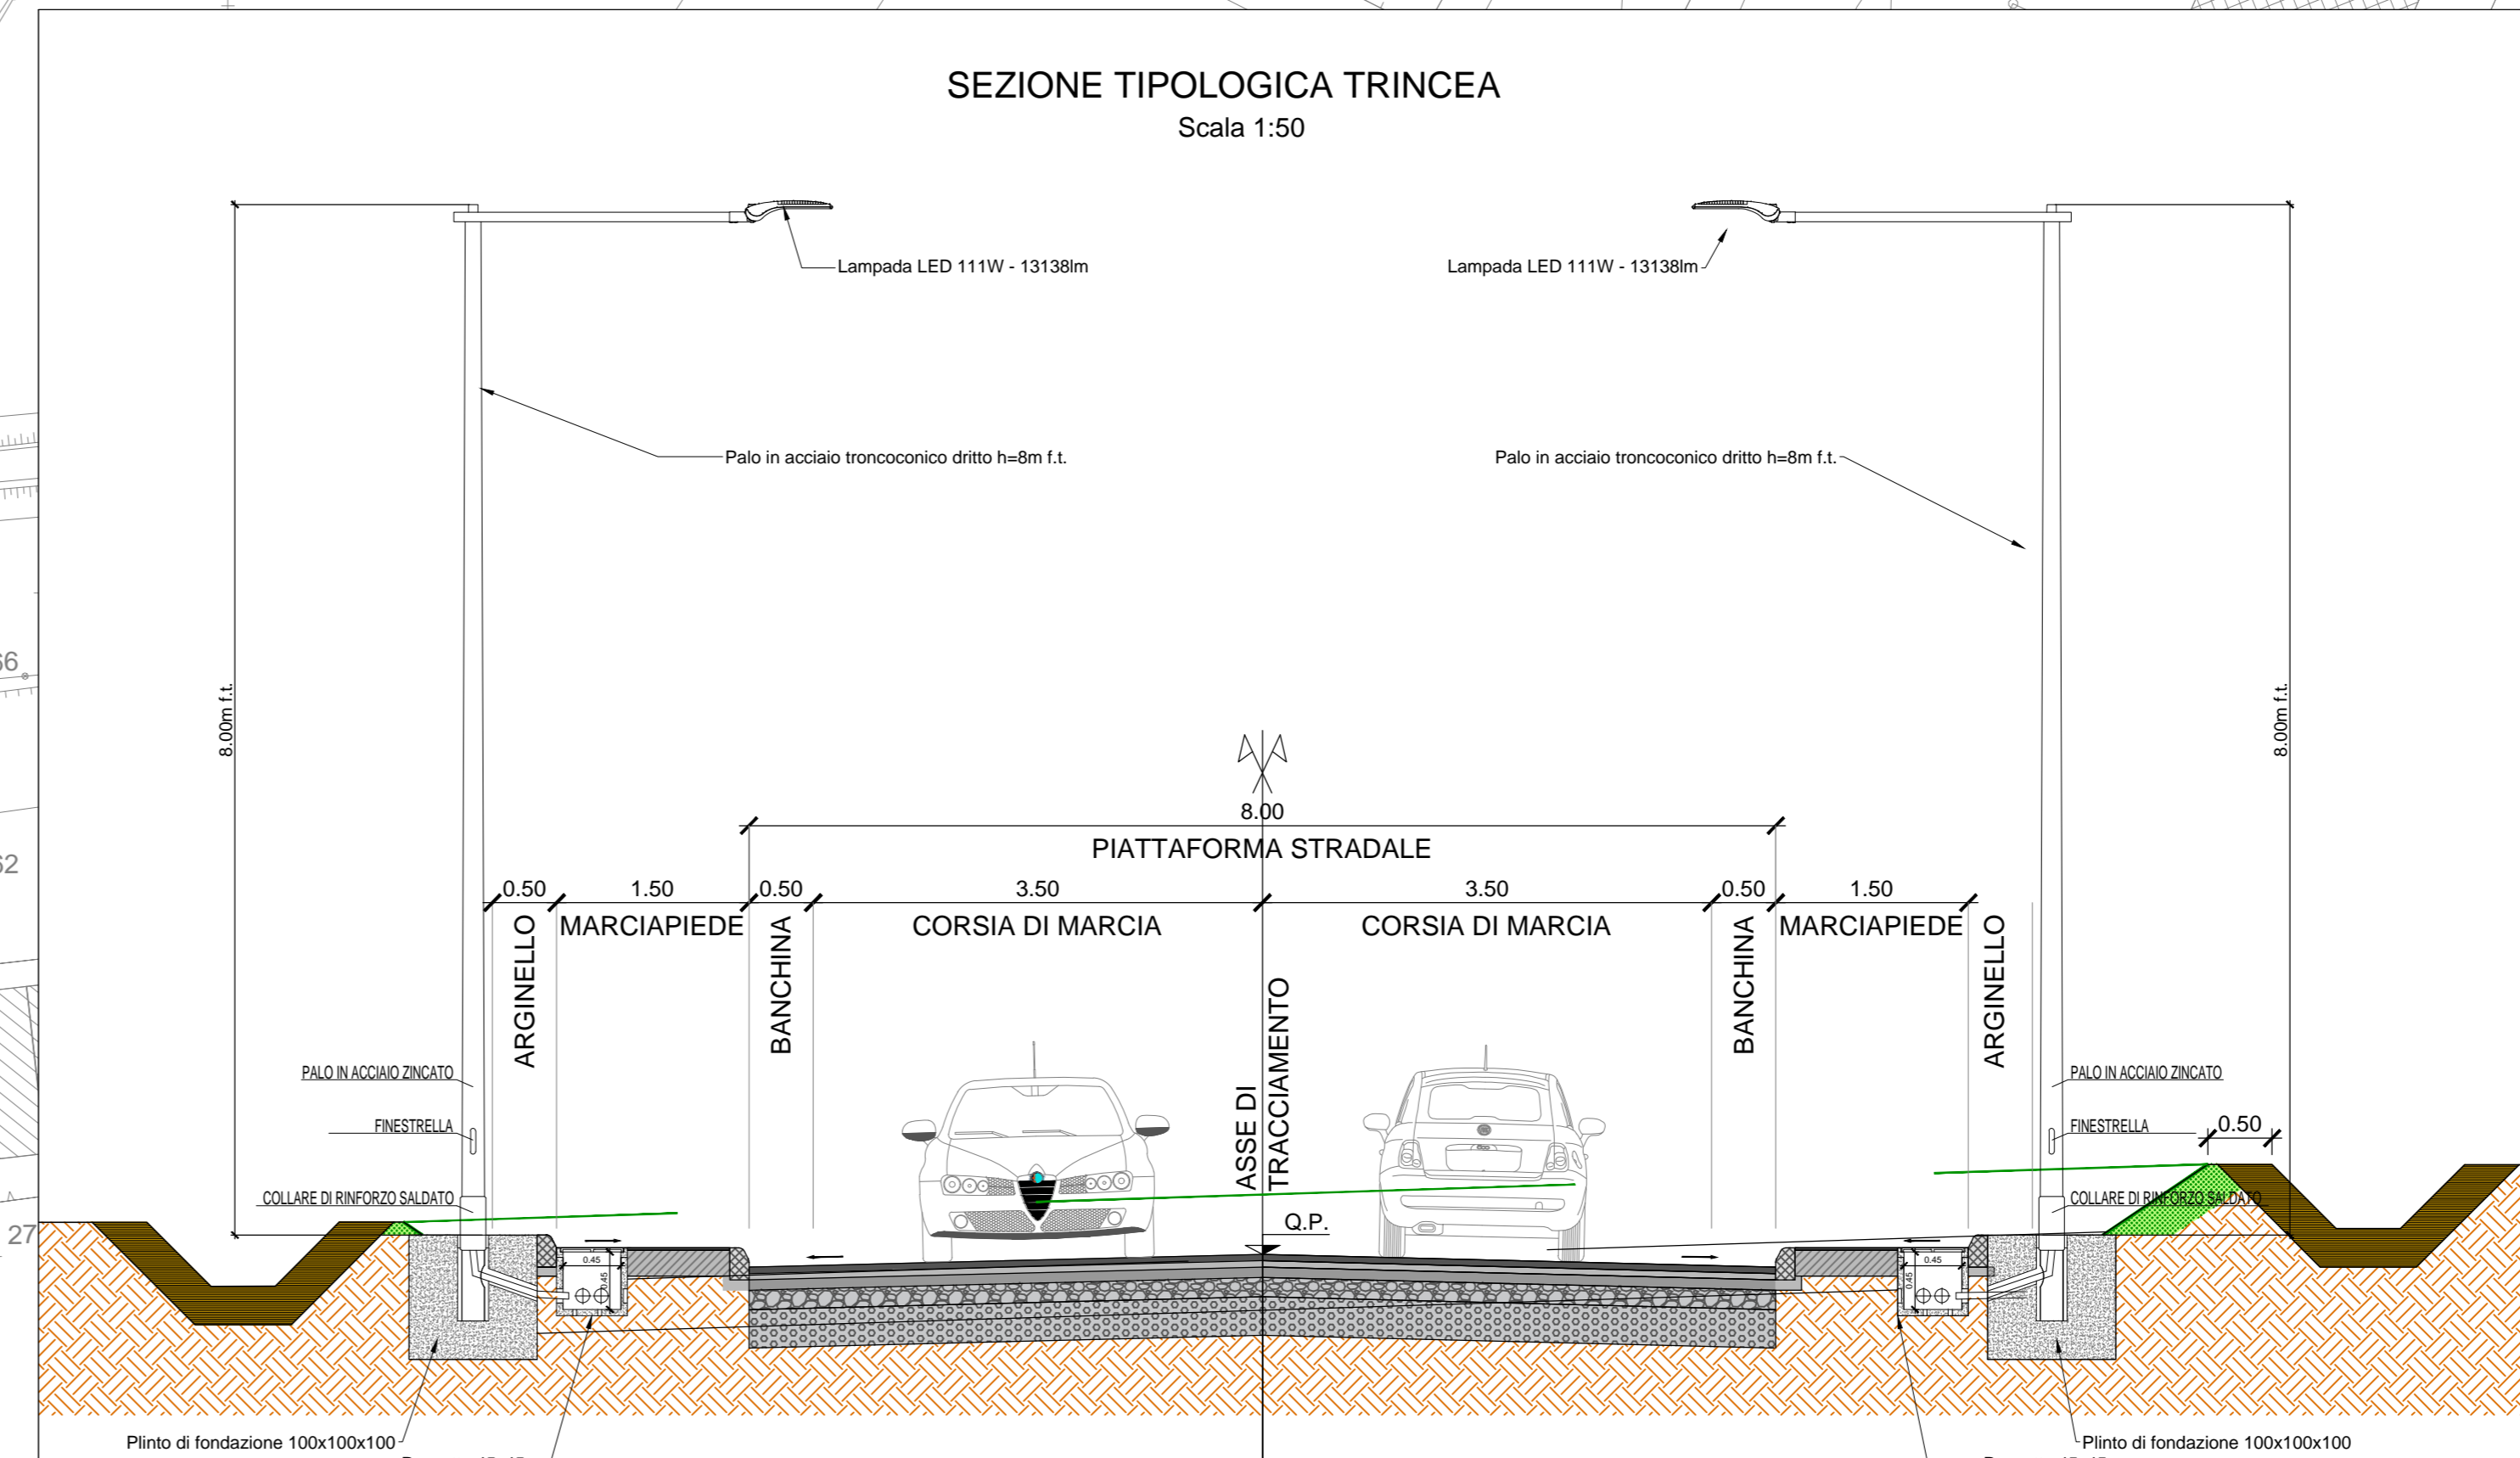 SEZIONE TIPOLOGICA TRINCEA
Scala 1:50
Lampada LED 111W - 13138lm
Lampada LED 111W - 13138lm
Palo in acciaio troncoconico dritto h=8m f.t.
Palo in acciaio troncoconico dritto h=8m f.t.
8.00m f.t.
8.00m f.t.
8.00
PIATTAFORMA STRADALE
0.50
1.50
0.50
3.50
3.50
0.50
1.50
ARGINELLO
MARCIAPIEDE
BANCHINA
CORSIA DI MARCIA
CORSIA DI MARCIA
BANCHINA
MARCIAPIEDE
ARGINELLO
ASSE DI
TRACCIAMENTO
PALO IN ACCIAIO ZINCATO
FINESTRELLA
COLLARE DI RINFORZO SALDATO
PALO IN ACCIAIO ZINCATO
FINESTRELLA
0.50
COLLARE DI RINFORZO SALDATO
Q.P.
0.45
0.45
0.45
0.45
62
27
Plinto di fondazione 100x100x100
Plinto di fondazione 100x100x100